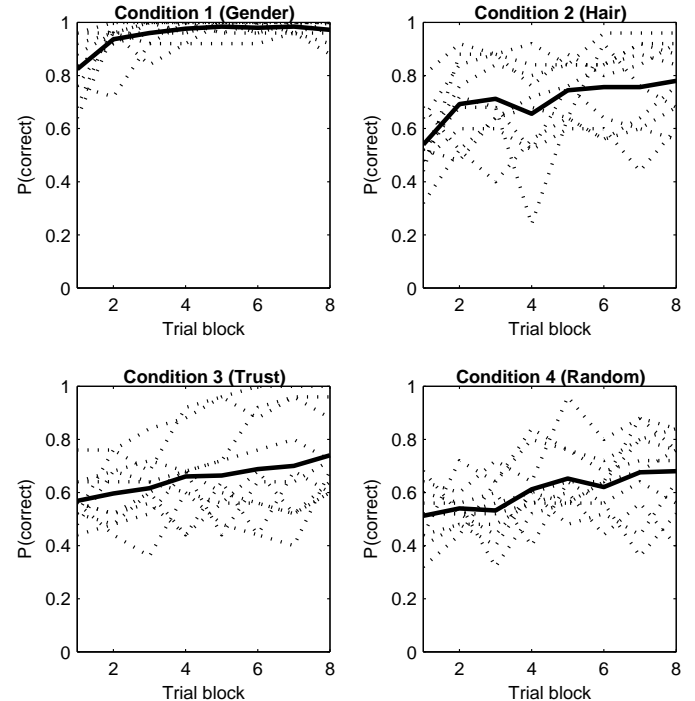 Condition 1 (Gender)
1
0.8
0.6
0.4
0.2
0
P(correct)
2 4 6 8
Trial block
Condition 2 (Hair)
1
0.8
0.6
0.4
0.2
0
P(correct)
2 4 6 8
Trial block
Condition 3 (Trust)
1
0.8
0.6
0.4
0.2
0
P(correct)
2 4 6 8
Trial block
Condition 4 (Random)
1
0.8
0.6
0.4
0.2
0
P(correct)
2 4 6 8
Trial block